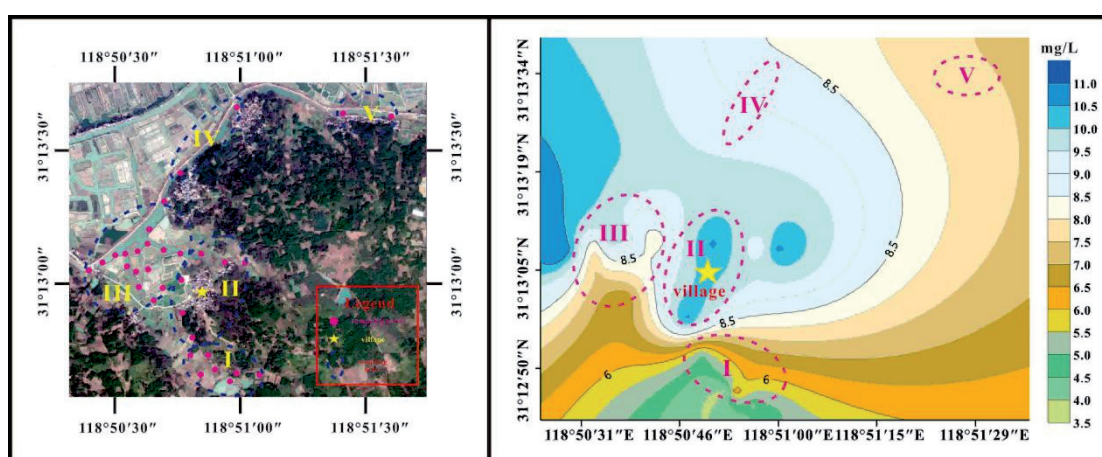 118°50′30″ 118°51′00″ 118°51′30″
31°13′30″
31°13′00″
V
IV
III
II
I
Legend
village
31°13′30″
31°13′00″
118°50′30″ 118°51′00″ 118°51′30″
mg/L
31°13′34″N
31°13′19″N
31°13′05″N
31°12′50″N
8.5
IV
V
III
II
8.5
village
8.5
8.5
I
6
6
11.0
10.5
10.0
9.5
9.0
8.5
8.0
7.5
7.0
6.5
6.0
5.5
5.0
4.5
4.0
3.5
118°50′31″E 118°50′46″E 118°51′00″E 118°51′15″E 118°51′29″E